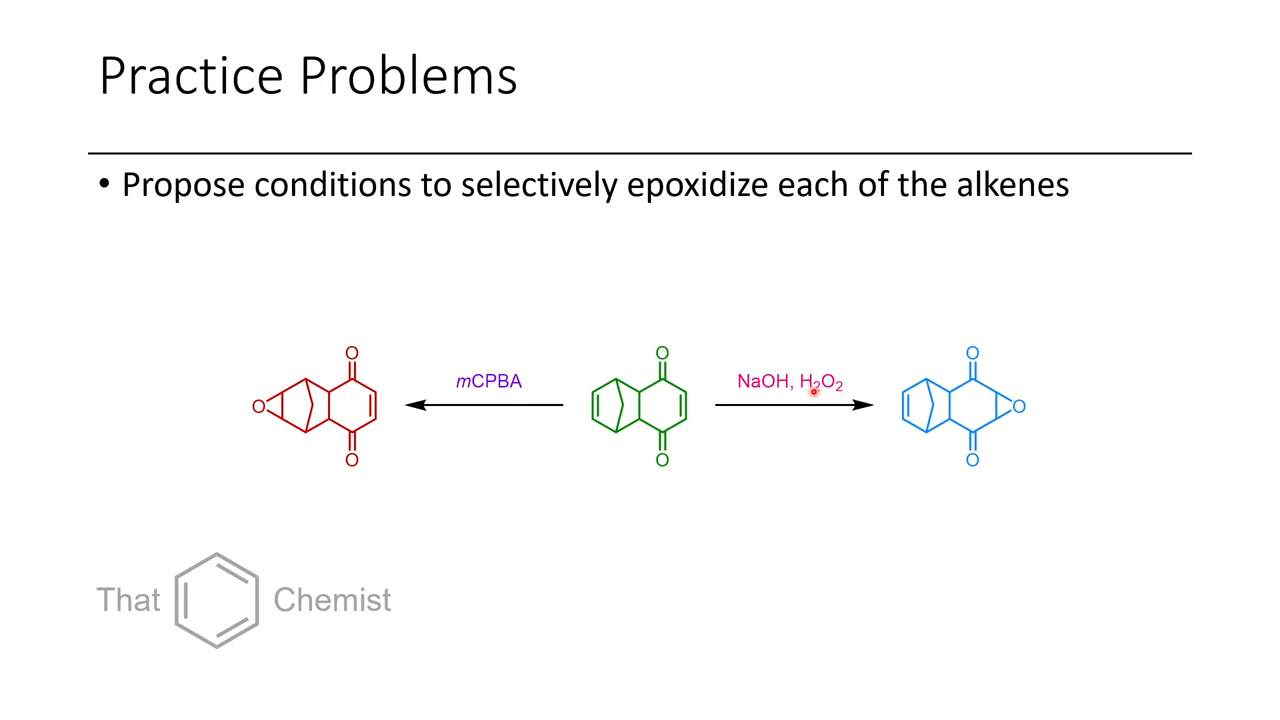 Practice Problems
• Propose conditions to selectively epoxidize each of the alkenes
O O O
mCPBA NaOH, H₂O₂
O O
O O O
That Chemist